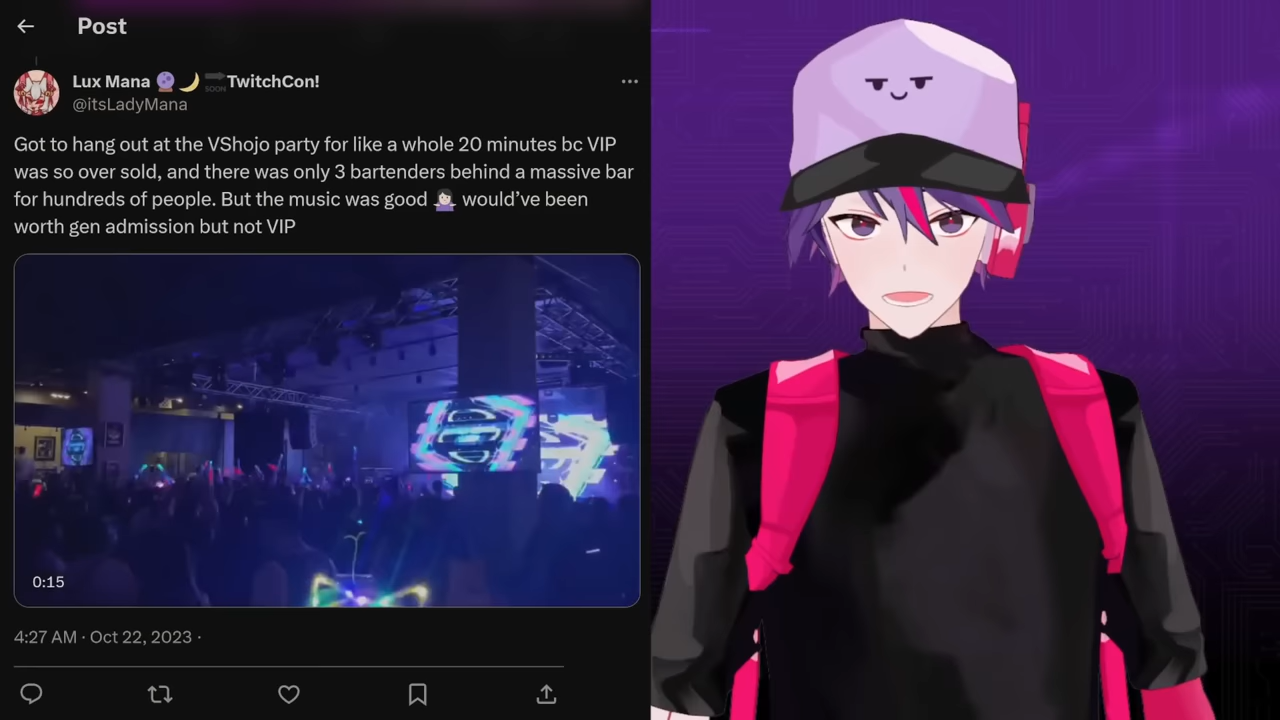 Post
Lux Mana 🔮🌙🔜TwitchCon!
@itsLadyMana
Got to hang out at the VShojo party for like a whole 20 minutes bc VIP
was so over sold, and there was only 3 bartenders behind a massive bar
for hundreds of people. But the music was good 🤷🏻‍♀️ would’ve been
worth gen admission but not VIP
0:15
4:27 AM · Oct 22, 2023 ·